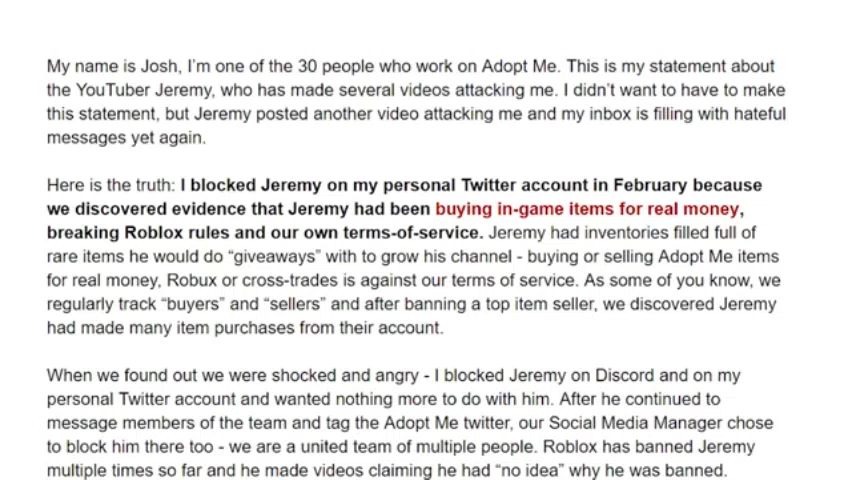 My name is Josh, I'm one of the 30 people who work on Adopt Me. This is my statement about
the YouTuber Jeremy, who has made several videos attacking me. I didn't want to have to make
this statement, but Jeremy posted another video attacking me and my inbox is filling with hateful
messages yet again.
Here is the truth: I blocked Jeremy on my personal Twitter account in February because
we discovered evidence that Jeremy had been buying in-game items for real money,
breaking Roblox rules and our own terms-of-service. Jeremy had inventories filled full of
rare items he would do “giveaways” with to grow his channel - buying or selling Adopt Me items
for real money, Robux or cross-trades is against our terms of service. As some of you know, we
regularly track “buyers” and “sellers” and after banning a top item seller, we discovered Jeremy
had made many item purchases from their account.
When we found out we were shocked and angry - I blocked Jeremy on Discord and on my
personal Twitter account and wanted nothing more to do with him. After he continued to
message members of the team and tag the Adopt Me twitter, our Social Media Manager chose
to block him there too - we are a united team of multiple people. Roblox has banned Jeremy
multiple times so far and he made videos claiming he had “no idea” why he was banned.